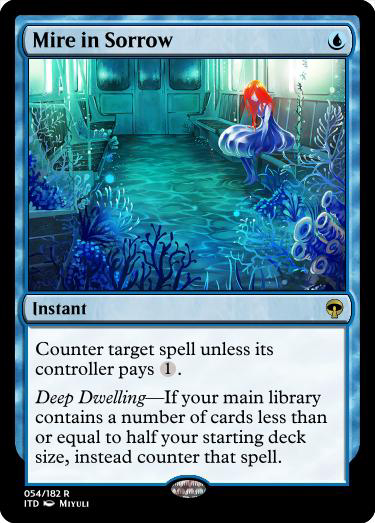 Mire in Sorrow
Instant
Counter target spell unless its
controller pays 1.
Deep Dwelling—If your main library
contains a number of cards less than
or equal to half your starting deck
size, instead counter that spell.
054/182 R
ITD MIYULI